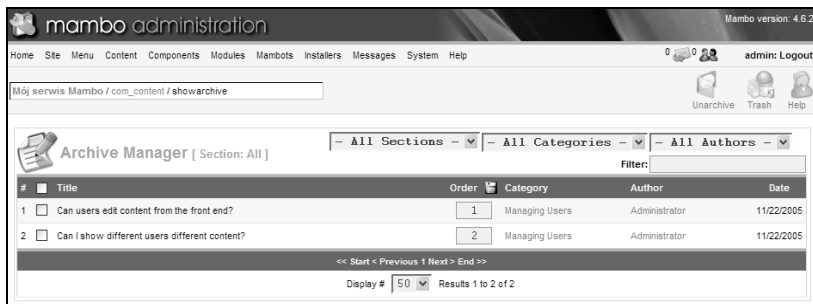 mambo administration
Mambo version: 4.6.2
Home Site Menu Content Components Modules Mambots Installers Messages System Help 0 0 admin: Logout
Mój serwis Mambo / com_content / showarchive
Unarchive Trash Help
Archive Manager [ Section: All ]
- All Sections - - All Categories - - All Authors -
Filter:
# Title Order Category Author Date
1 Can users edit content from the front end? 1 Managing Users Administrator 11/22/2005
2 Can I show different users different content? 2 Managing Users Administrator 11/22/2005
<< Start < Previous 1 Next > End >>
Display # 50 Results 1 to 2 of 2